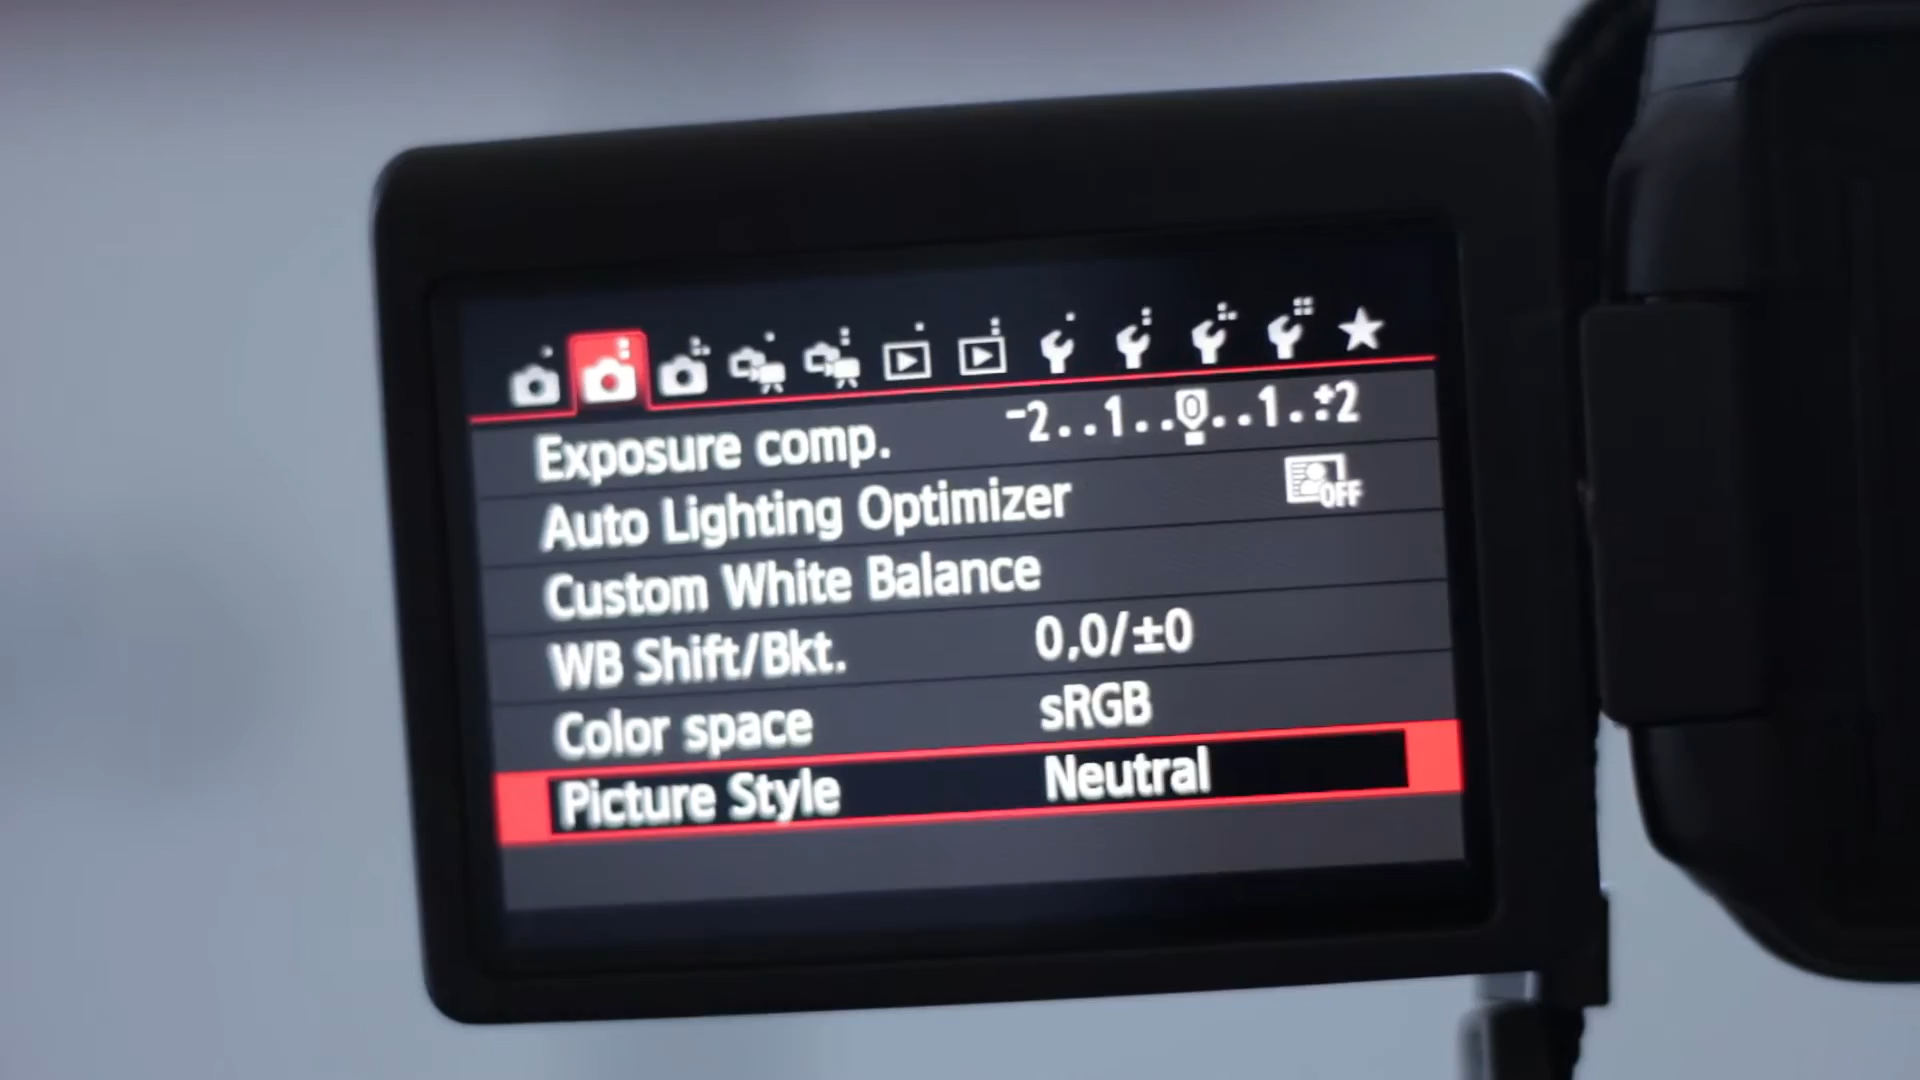 Exposure comp. -2..1..0..1.+2
Auto Lighting Optimizer OFF
Custom White Balance
WB Shift/Bkt. 0,0/±0
Color space sRGB
Picture Style Neutral